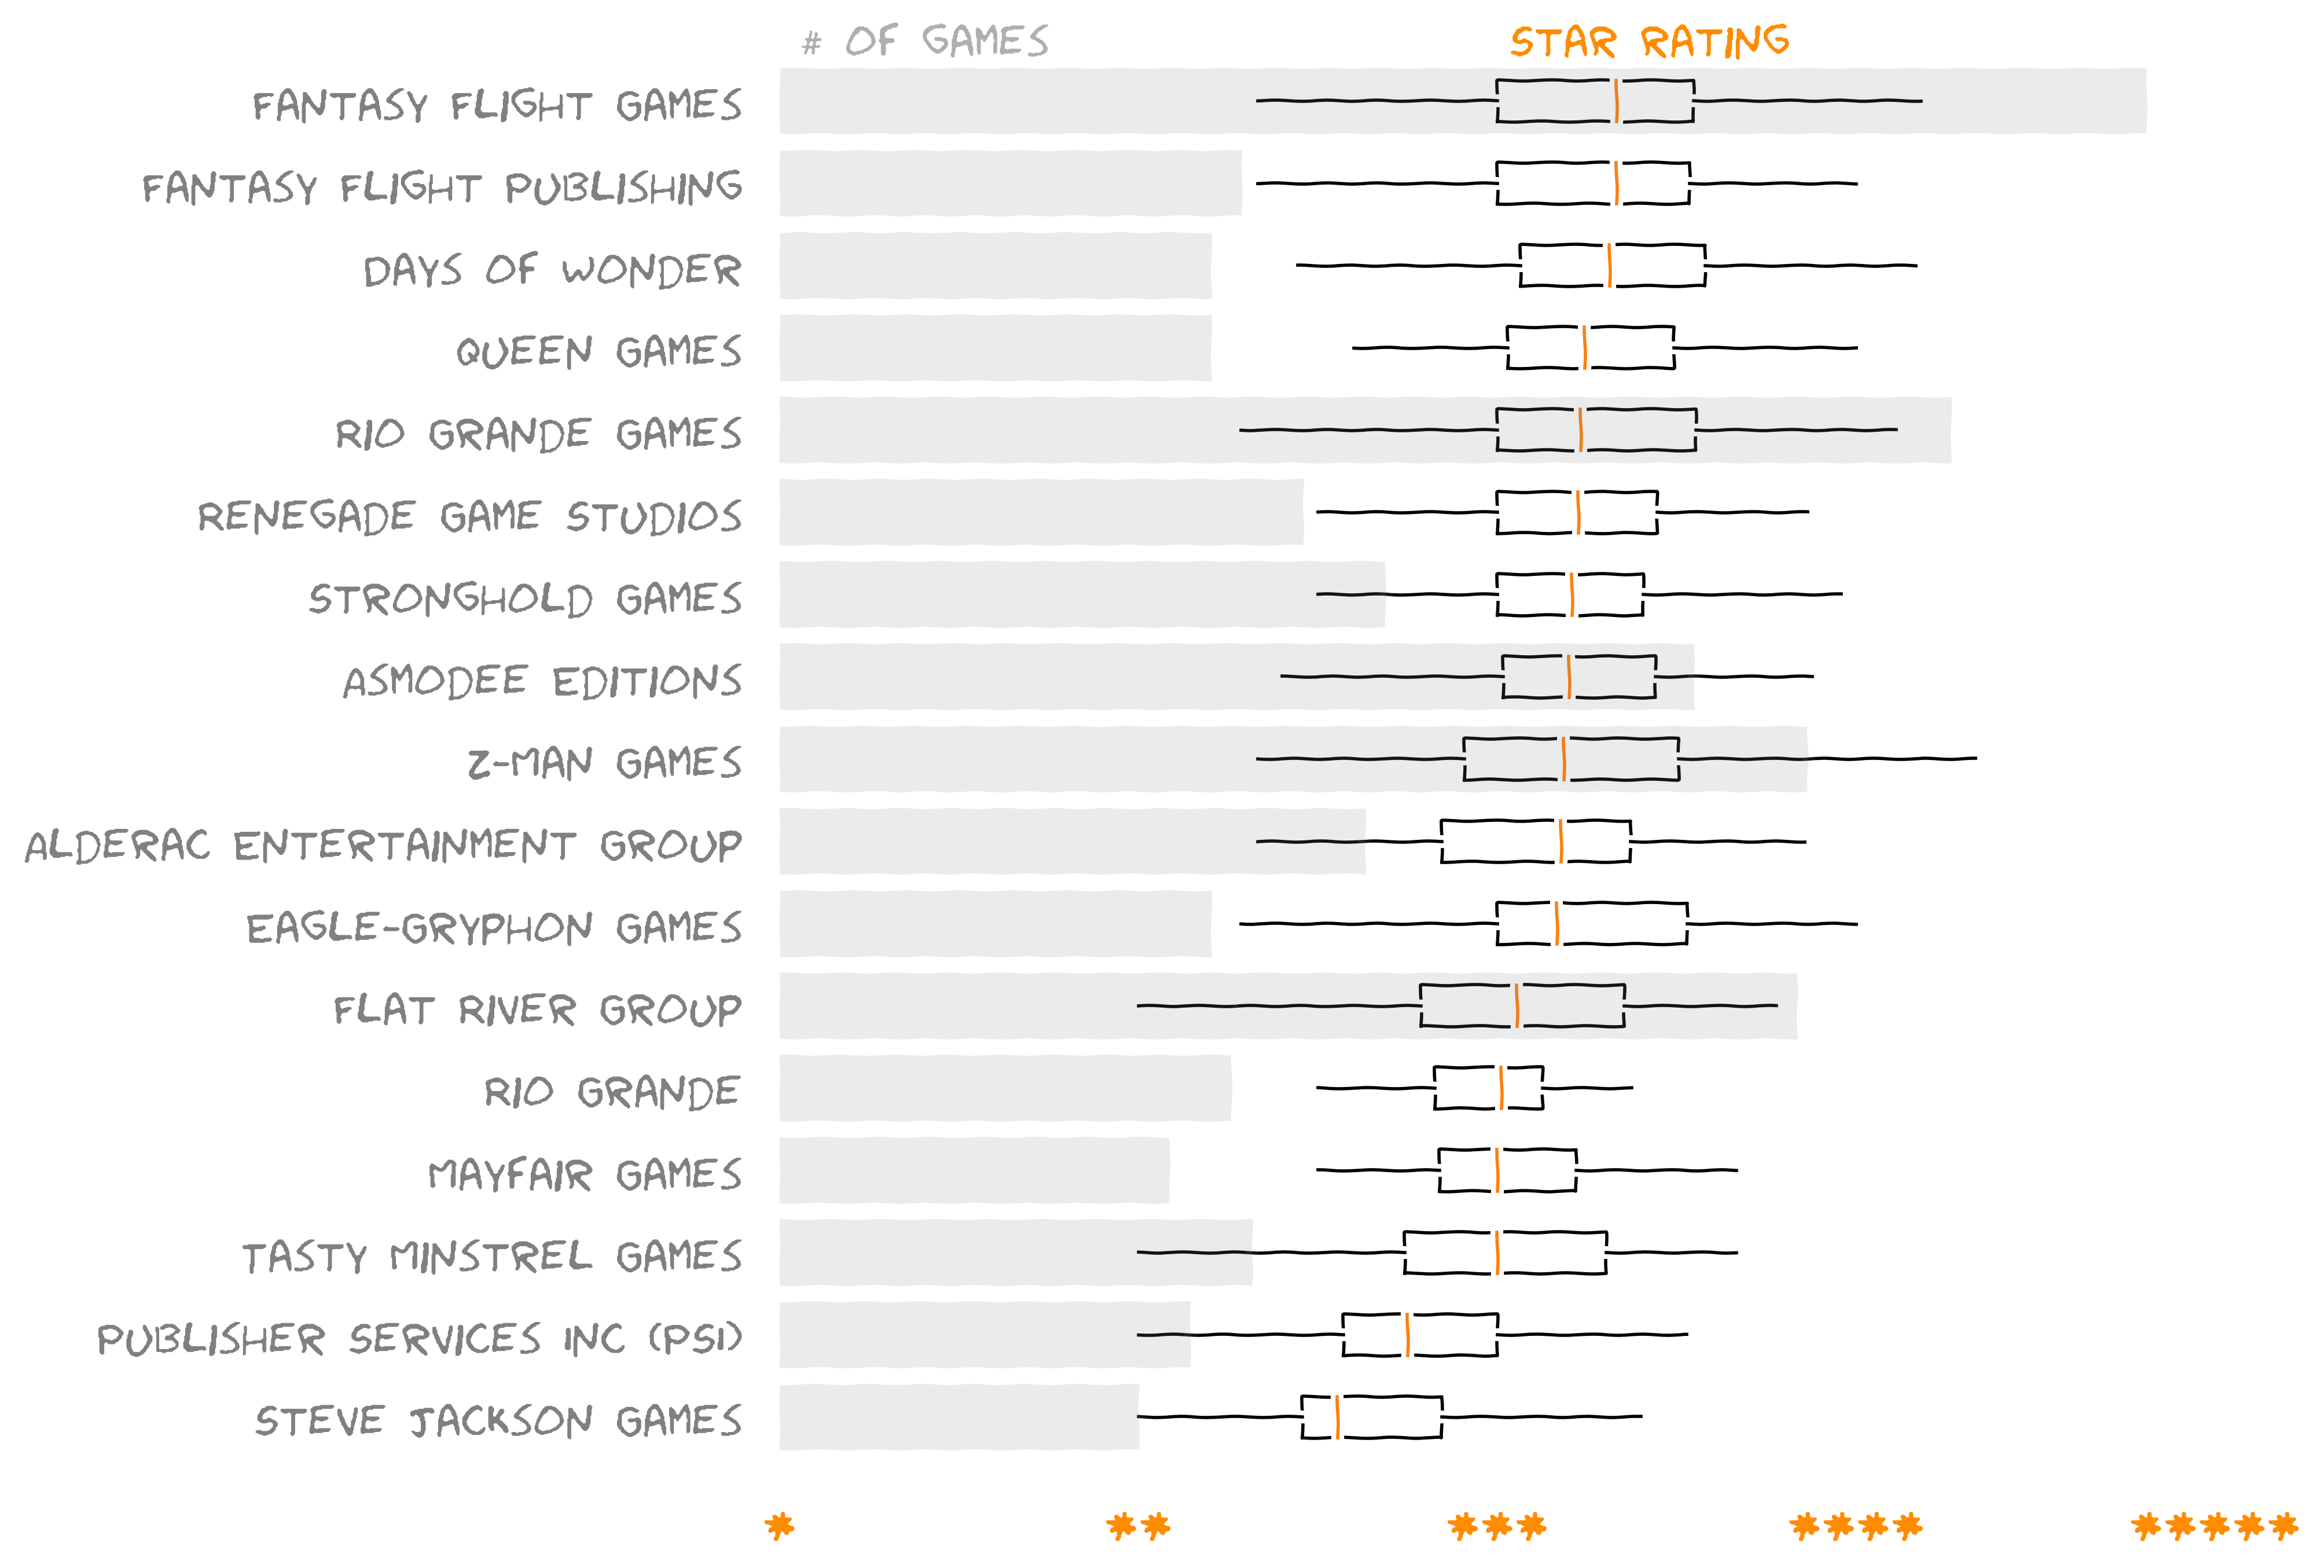 # OF GAMES STAR RATING
FANTASY FLIGHT GAMES
FANTASY FLIGHT PUBLISHING
DAYS OF WONDER
QUEEN GAMES
RIO GRANDE GAMES
RENEGADE GAME STUDIOS
STRONGHOLD GAMES
ASMODEE EDITIONS
Z-MAN GAMES
ALDERAC ENTERTAINMENT GROUP
EAGLE-GRYPHON GAMES
FLAT RIVER GROUP
RIO GRANDE
MAYFAIR GAMES
TASTY MINSTREL GAMES
PUBLISHER SERVICES INC (PSI)
STEVE JACKSON GAMES
* ** *** **** *****